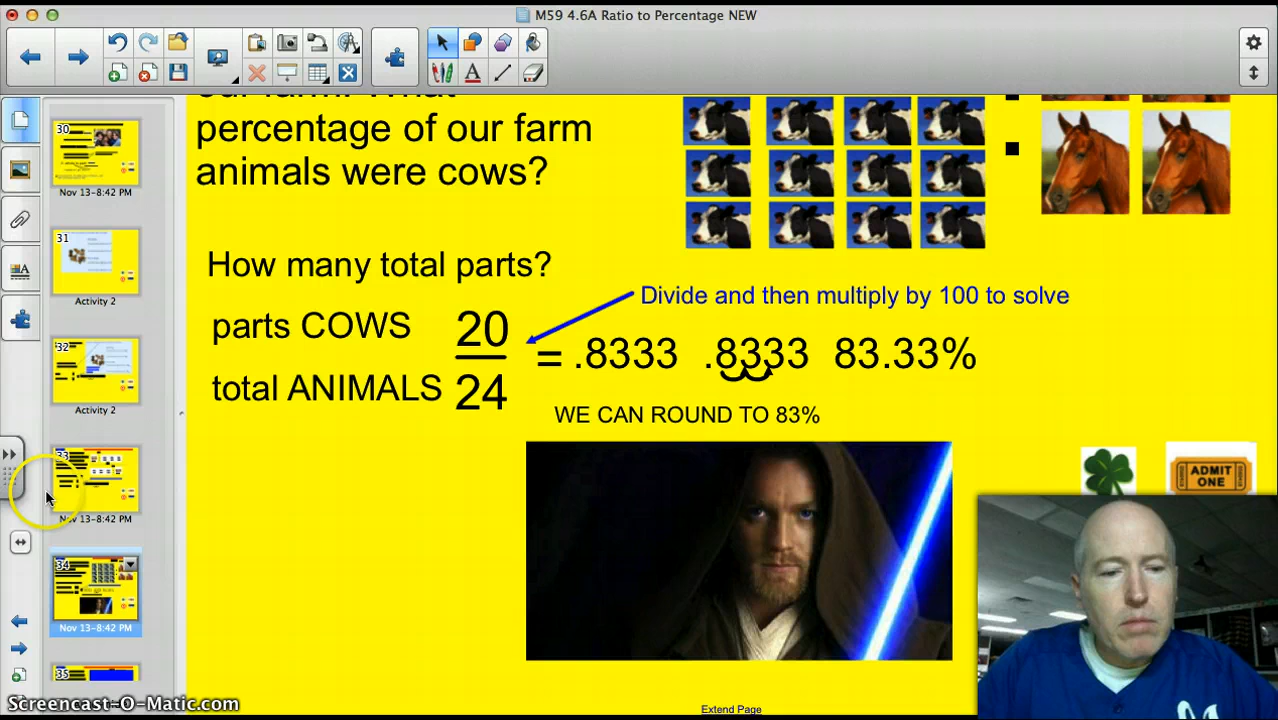 M59 4.6A Ratio to Percentage NEW
30
Nov 13-8:42 PM
31
Activity 2
32
Activity 2
33
Nov 13-8:42 PM
34
Nov 13-8:42 PM
35
percentage of our farm
animals were cows?
How many total parts?
Divide and then multiply by 100 to solve
parts COWS 20
= .8333 .8333 83.33%
total ANIMALS 24
WE CAN ROUND TO 83%
ADMIT
ONE
Extend Page
Screencast-O-Matic.com